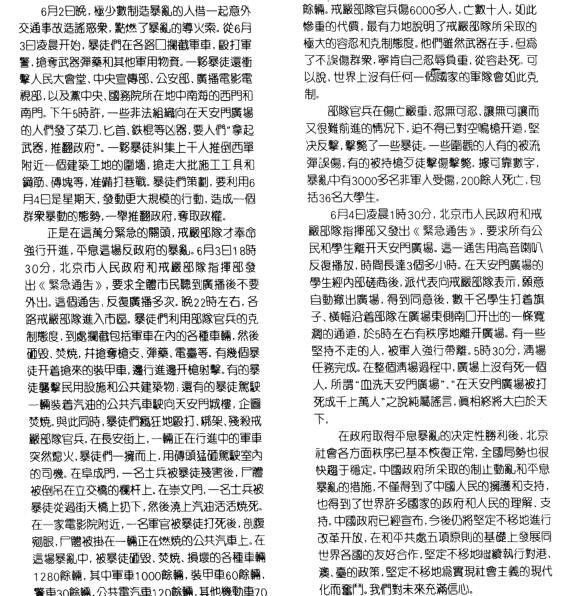 6月2日晚，極少數制造暴亂的人借一起意外
交通事故造謠惑衆，點燃了暴亂的導火索。從6月
3日凌晨開始，暴徒們在各路口攔截軍車，毆打軍
警，搶奪武器彈藥和其他軍用物資。一夥暴徒還衝
擊人民大會堂、中央宣傳部、公安部、廣播電影電
視部，以及黨中央、國務院所在地中南海的西門和
南門。下午5時許，一些非法組織向在天安門廣場
的人們發了菜刀、匕首、鐵棍等凶器，要人們“拿起
武器，推翻政府”。一夥暴徒糾集上千人推倒西單
附近一個建築工地的圍墻，搶走大批施工工具和
鋼筋、磚塊等，准備打巷戰。暴徒們策劃，要利用6
月4日是星期天，發動更大規模的行動，造成一個
群衆暴動的態勢，一舉推翻政府，奪取政權。
正是在這萬分緊急的關頭，戒嚴部隊才奉命
強行開進，平息這場反政府的暴亂。6月3日18時
30分，北京市人民政府和戒嚴部隊指揮部發
出《緊急通告》，要求全體市民聽到廣播後不要
外出。這個通告，反復廣播多次。晚22時左右，各
路戒嚴部隊進入市區。暴徒們利用部隊官兵的克
制態度，到處攔截包括軍車在內的各種車輛，然後
砸毀、焚燒，幷搶奪槍支、彈藥、電臺等。有幾個暴
徒開着搶來的裝甲車，邊行進邊開槍射擊。有的暴
徒襲擊民用設施和公共建築物；還有的暴徒駕駛
一輛裝着汽油的公共汽車駛向天安門城樓，企圖
焚燒。與此同時，暴徒們瘋狂地毆打、綁架、殘殺戒
嚴部隊官兵。在長安街上，一輛正在行進中的軍車
突然熄火，暴徒們一擁而上，用磚頭猛砸駕駛室內
的司機。在阜成門，一名士兵被暴徒殘害後，尸體
被倒吊在立交橋的欄杆上。在崇文門，一名士兵被
暴徒從過街天橋上扔下，然後澆上汽油活活燒死。
在一家電影院附近，一名軍官被暴徒打死後，剖腹
剜眼，尸體被掛在一輛正在燃燒的公共汽車上。在
這場暴亂中，被暴徒砸毀、焚燒、損壞的各種車輛
1280餘輛，其中軍車1000餘輛，裝甲車60餘輛，
警車30餘輛，公共電汽車120餘輛，其他機動車70
餘輛。戒嚴部隊官兵傷6000多人，亡數十人。如此
慘重的代價，最有力地說明了戒嚴部隊所采取的
極大的容忍和克制態度。他們雖然武器在手，但爲
了不誤傷群衆，寧肯自己忍辱負重，從容赴死。可
以說，世界上沒有任何一個國家的軍隊會如此克
制。
部隊官兵在傷亡嚴重，忍無可忍、讓無可讓而
又很難前進的情況下，迫不得已對空鳴槍開道，堅
決反擊，擊斃了一些暴徒。一些圍觀的人有的被流
彈誤傷，有的被持槍歹徒擊傷擊斃。據可靠數字，
暴亂中有3000多名非軍人受傷，200餘人死亡，包
括36名大學生。
6月4日凌晨1時30分，北京市人民政府和戒
嚴部隊指揮部又發出《緊急通告》，要求所有公
民和學生離開天安門廣場。這一通告用高音喇叭
反復播放，時間長達3個多小時。在天安門廣場的
學生經內部磋商後，派代表向戒嚴部隊表示，願意
自動撤出廣場，得到同意後，數千名學生打着旗
子、橫幅沿着部隊在廣場東側南口開出的一條寬
濶的通道，於5時左右有秩序地離開廣場。有一些
堅持不走的人，被軍人強行帶離。5時30分，清場
任務完成。在整個清場過程中，廣場上沒有死一個
人，所謂“血洗天安門廣場”、“在天安門廣場被打
死成千上萬人”之說純屬謠言，眞相終將大白於天
下。
在政府取得平息暴亂的決定性勝利後，北京
社會各方面秩序已基本恢復正常，全國局勢也很
快趨于穩定。中國政府所采取的制止動亂和平息
暴亂的措施，不僅得到了中國人民的擁護和支持，
也得到了世界許多國家的政府和人民的理解、支
持。中國政府已經宣布，今後仍將堅定不移地進行
改革開放，在和平共處五項原則的基礎上發展同
世界各國的友好合作，堅定不移地繼續執行對港、
澳、臺的政策，堅定不移地爲實現社會主義的現代
化而奮鬥。我們對未來充滿信心。